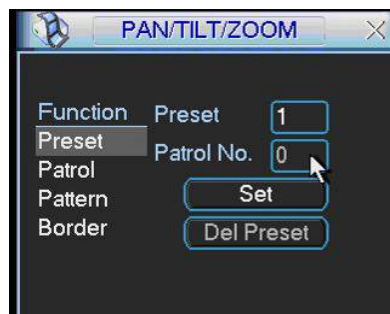 PAN/TILT/ZOOM
Function
Preset
Patrol
Pattern
Border
Preset 1
Patrol No. 0
Set
Del Preset